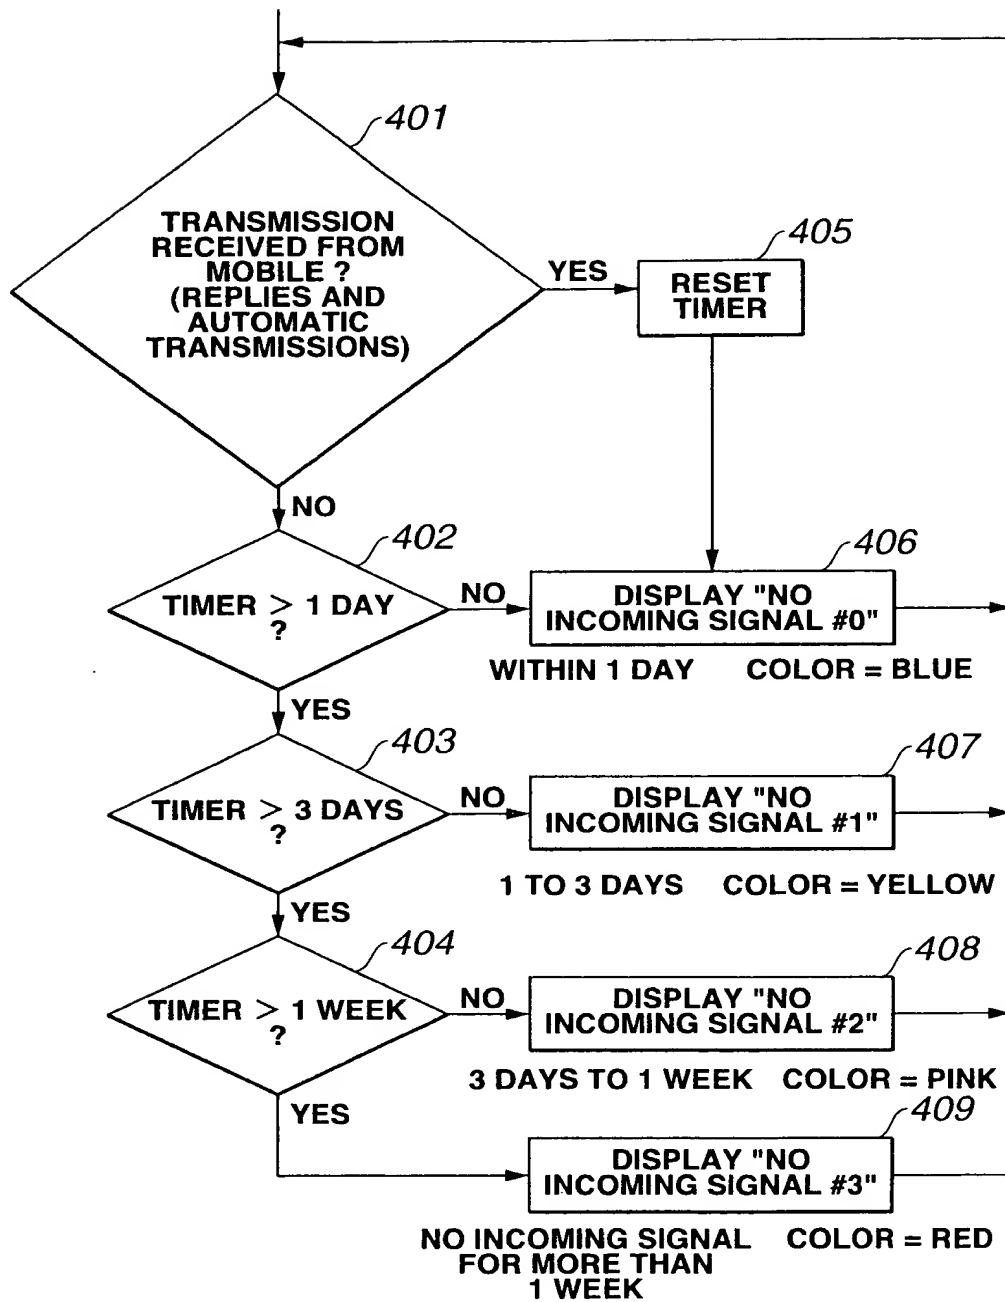 401
TRANSMISSION
RECEIVED FROM
MOBILE ?
(REPLIES AND
AUTOMATIC
TRANSMISSIONS)
YES
405
RESET
TIMER
NO
402
TIMER > 1 DAY
?
NO
406
DISPLAY "NO
INCOMING SIGNAL #0"
WITHIN 1 DAY COLOR = BLUE
YES
403
TIMER > 3 DAYS
?
NO
407
DISPLAY "NO
INCOMING SIGNAL #1"
1 TO 3 DAYS COLOR = YELLOW
YES
404
TIMER > 1 WEEK
?
NO
408
DISPLAY "NO
INCOMING SIGNAL #2"
3 DAYS TO 1 WEEK COLOR = PINK
YES
409
DISPLAY "NO
INCOMING SIGNAL #3"
NO INCOMING SIGNAL COLOR = RED
FOR MORE THAN
1 WEEK